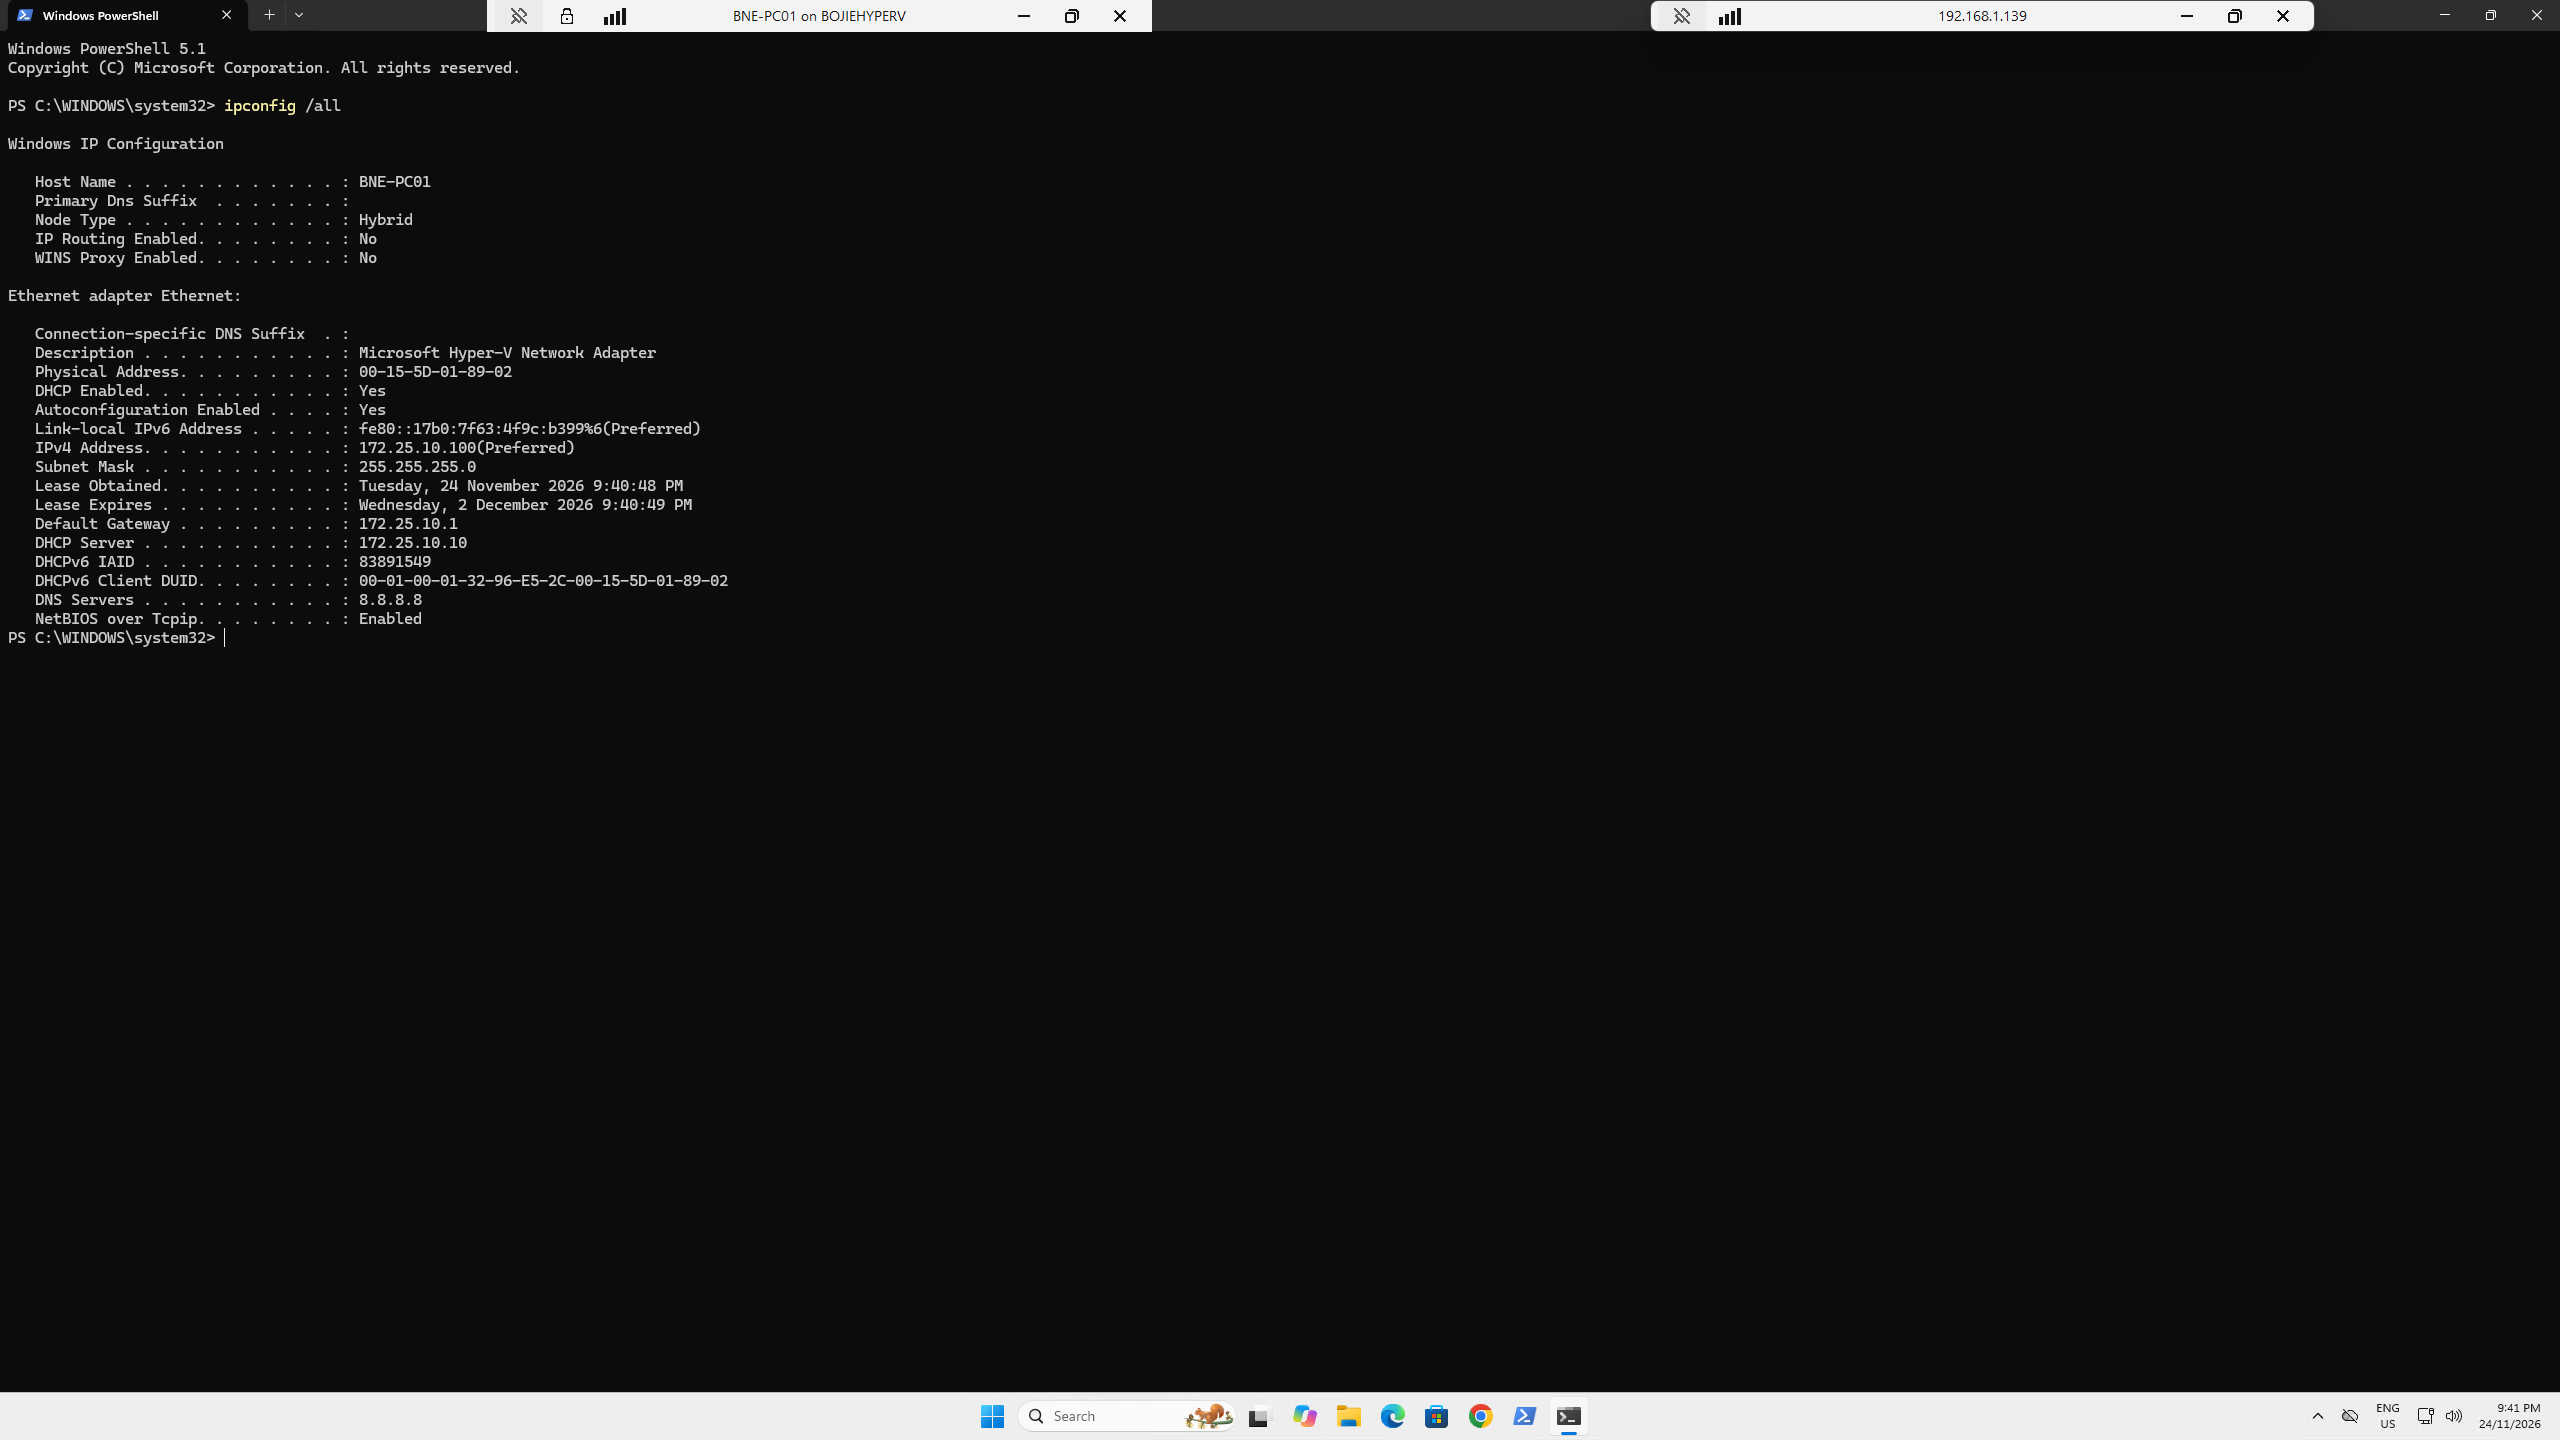 Windows PowerShell
BNE-PC01 on BOJIEHYPERV
192.168.1.139
Windows PowerShell 5.1
Copyright (C) Microsoft Corporation. All rights reserved.
PS C:\WINDOWS\system32> ipconfig /all
Windows IP Configuration
Host Name . . . . . . . . . . . . : BNE-PC01
Primary Dns Suffix  . . . . . . . :
Node Type . . . . . . . . . . . . : Hybrid
IP Routing Enabled. . . . . . . . : No
WINS Proxy Enabled. . . . . . . . : No
Ethernet adapter Ethernet:
Connection-specific DNS Suffix  . :
Description . . . . . . . . . . . : Microsoft Hyper-V Network Adapter
Physical Address. . . . . . . . . : 00-15-5D-01-89-02
DHCP Enabled. . . . . . . . . . . : Yes
Autoconfiguration Enabled . . . . : Yes
Link-local IPv6 Address . . . . . : fe80::17b0:7f63:4f9c:b399%6(Preferred)
IPv4 Address. . . . . . . . . . . : 172.25.10.100(Preferred)
Subnet Mask . . . . . . . . . . . : 255.255.255.0
Lease Obtained. . . . . . . . . . : Tuesday, 24 November 2026 9:40:48 PM
Lease Expires . . . . . . . . . . : Wednesday, 2 December 2026 9:40:49 PM
Default Gateway . . . . . . . . . : 172.25.10.1
DHCP Server . . . . . . . . . . . : 172.25.10.10
DHCPv6 IAID . . . . . . . . . . . : 83891549
DHCPv6 Client DUID. . . . . . . . : 00-01-00-01-32-96-E5-2C-00-15-5D-01-89-02
DNS Servers . . . . . . . . . . . : 8.8.8.8
NetBIOS over Tcpip. . . . . . . . : Enabled
PS C:\WINDOWS\system32>
Search
ENG
US
9:41 PM
24/11/2026